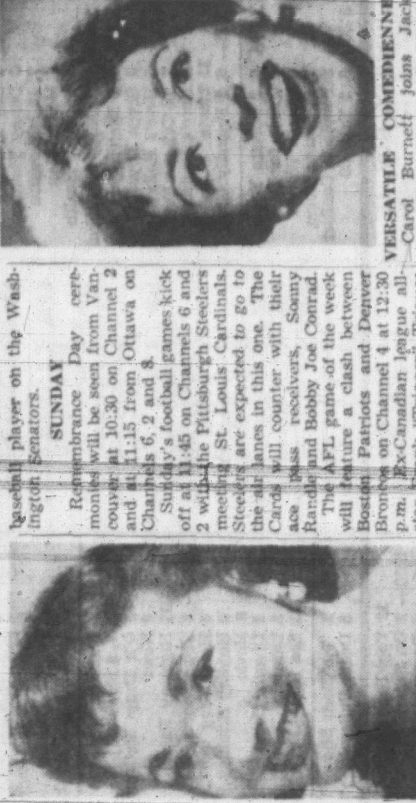 baseball player on the Wash-
ington Senators.
SUNDAY
Remembrance Day cere-
monies will be seen from Van-
couver at 10:30 on Channel 2
and at 11:15 from Ottawa on
Channels 6, 2 and 8.
Sunday's football games kick
off at 11:45 on Channels 6 and
2 with the Pittsburgh Steelers
meeting St. Louis Cardinals.
Steelers are expected to go to
the air lanes in this one. The
Cards will counter with their
ace pass receivers, Sonny
Randle and Bobby Joe Conrad.
The AFL game of the week
will feature a clash between
Boston Patriots and Denver
Broncos on Channel 4 at 12:30
p.m. Ex-Canadian league all-
VERSATILE COMEDIENNE
—Carol Burnett joins Jack